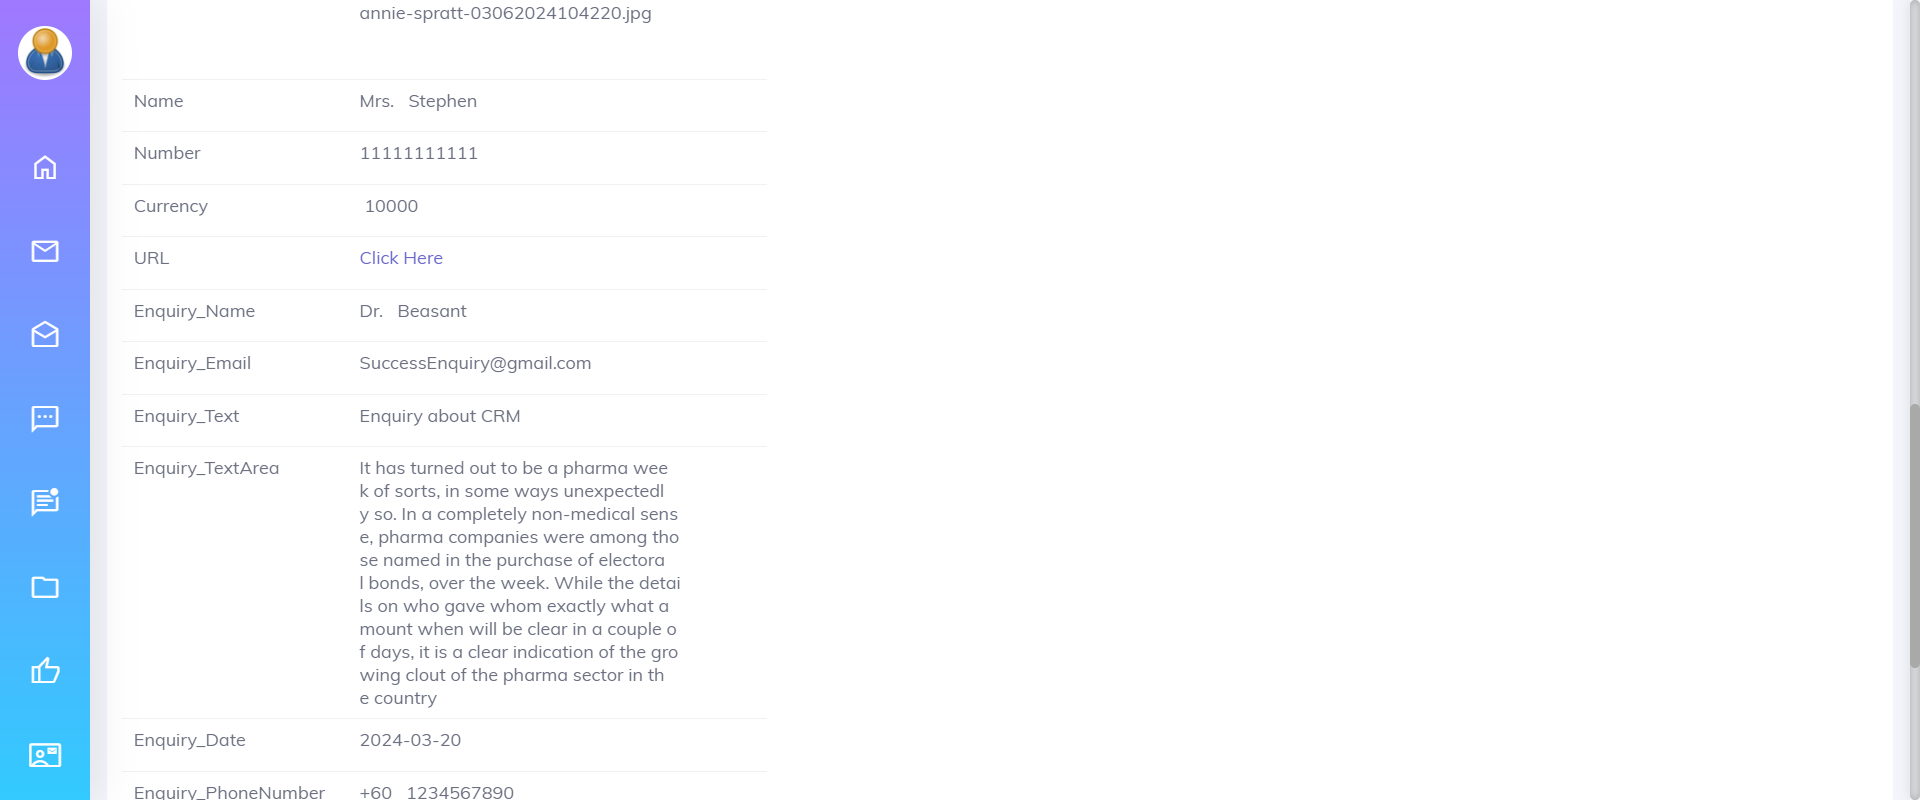 annie-spratt-03062024104220.jpg
Name Mrs. Stephen
Number 11111111111
Currency 10000
URL Click Here
Enquiry_Name Dr. Beasant
Enquiry_Email SuccessEnquiry@gmail.com
Enquiry_Text Enquiry about CRM
Enquiry_TextArea It has turned out to be a pharma wee
k of sorts, in some ways unexpectedl
y so. In a completely non-medical sens
e, pharma companies were among tho
se named in the purchase of electora
l bonds, over the week. While the detai
ls on who gave whom exactly what a
mount when will be clear in a couple o
f days, it is a clear indication of the gro
wing clout of the pharma sector in th
e country
Enquiry_Date 2024-03-20
Enquiry_PhoneNumber +60 1234567890